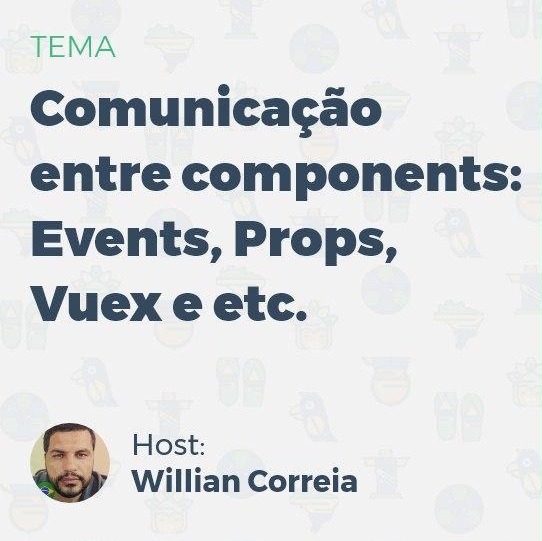 TEMA
Comunicação
entre components:
Events, Props,
Vuex e etc.
Host:
Willian Correia